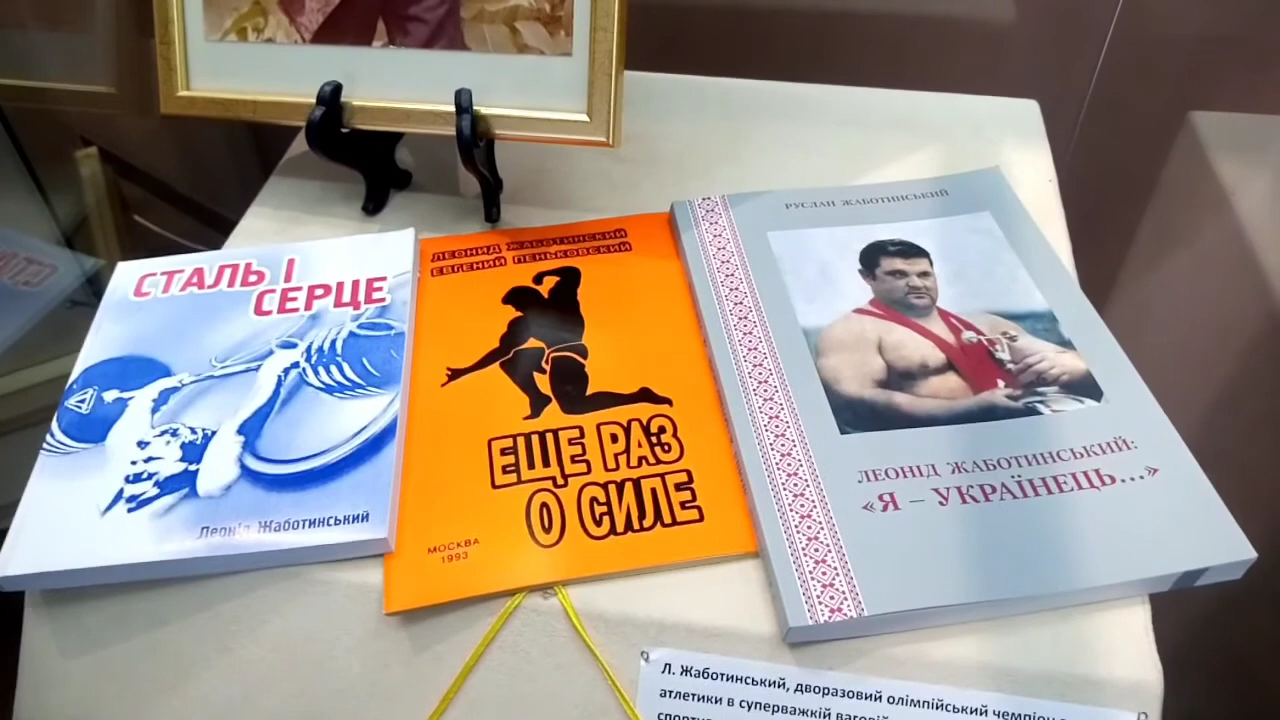 СТАЛЬ І
СЕРЦЕ
Леонід Жаботинський
ЛЕОНИД ЖАБОТИНСКИЙ
ЕВГЕНИЙ ПЕНЬКОВСКИЙ
ЕЩЕ РАЗ
О СИЛЕ
МОСКВА
1993
РУСЛАН ЖАБОТИНСЬКИЙ
ЛЕОНІД ЖАБОТИНСЬКИЙ:
«Я – УКРАЇНЕЦЬ...»
Л. Жаботинський, дворазовий олімпійський чемпіон
атлетики в суперважкій ваговій